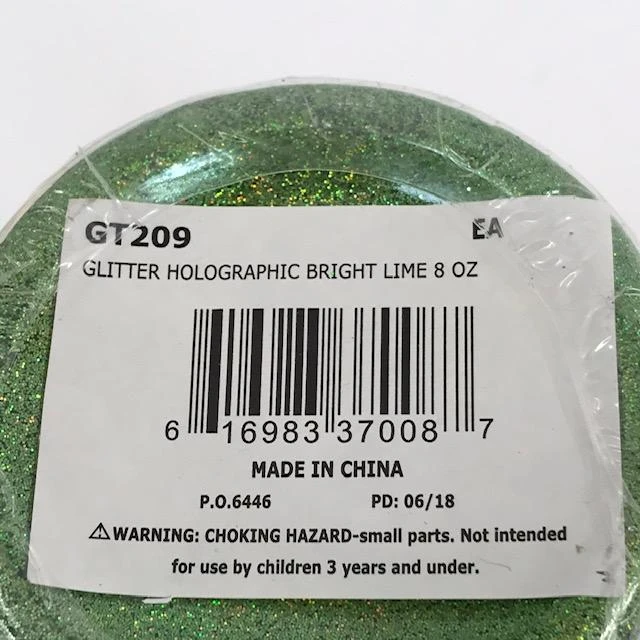 GT209 EA
GLITTER HOLOGRAPHIC BRIGHT LIME 8 OZ
6 16983 37008 7
MADE IN CHINA
P.O.6446 PD: 06/18
⚠WARNING: CHOKING HAZARD-small parts. Not intended
for use by children 3 years and under.